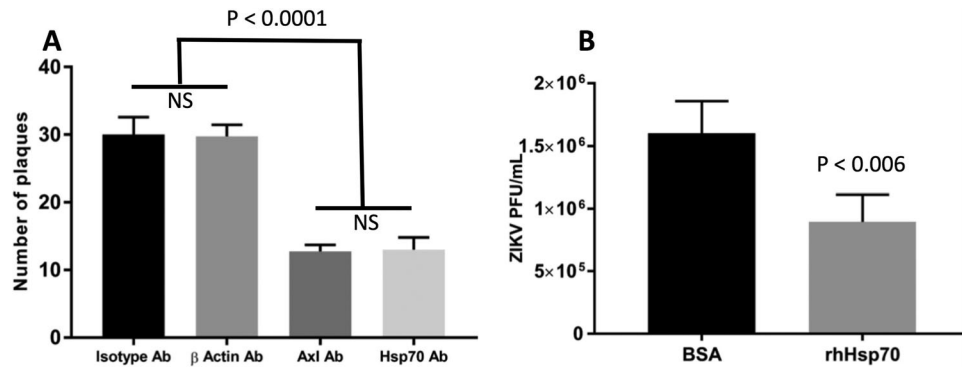 P < 0.0001
A
40
30
20
10
0
Number of plaques
NS
NS
Isotype Ab
β Actin Ab
Axl Ab
Hsp70 Ab
B
2×10⁶
1.5×10⁶
1×10⁶
5×10⁵
0
ZIKV PFU/mL
P < 0.006
BSA
rhHsp70